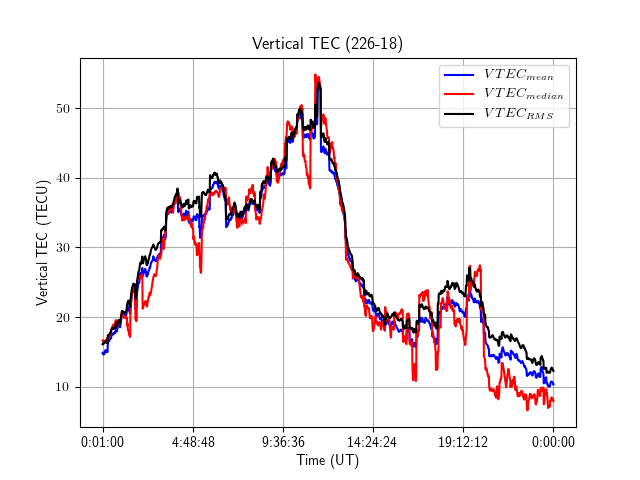 Vertical TEC (226-18)
VTEC_mean
VTEC_median
VTEC_RMS
Vertical TEC (TECU)
50
40
30
20
10
0:01:00 4:48:48 9:36:36 14:24:24 19:12:12 0:00:00
Time (UT)